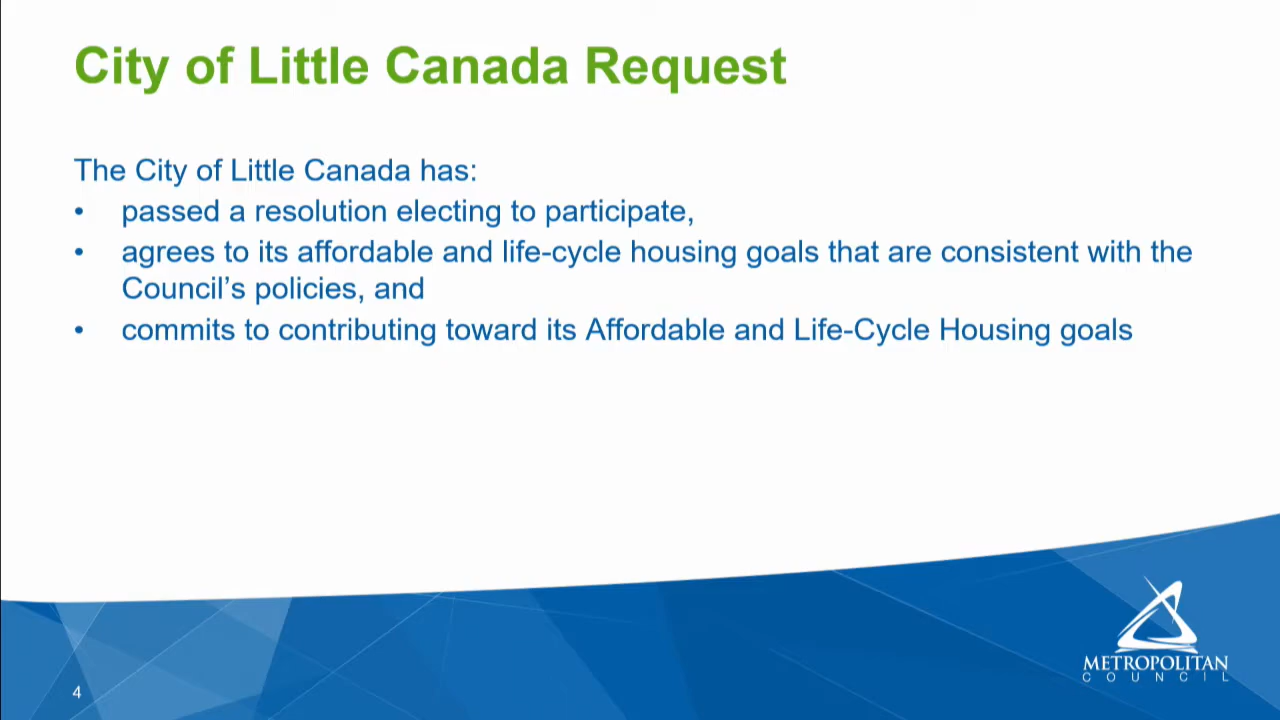 City of Little Canada Request
The City of Little Canada has:
• passed a resolution electing to participate,
• agrees to its affordable and life-cycle housing goals that are consistent with the
Council’s policies, and
• commits to contributing toward its Affordable and Life-Cycle Housing goals
METROPOLITAN
COUNCIL
4